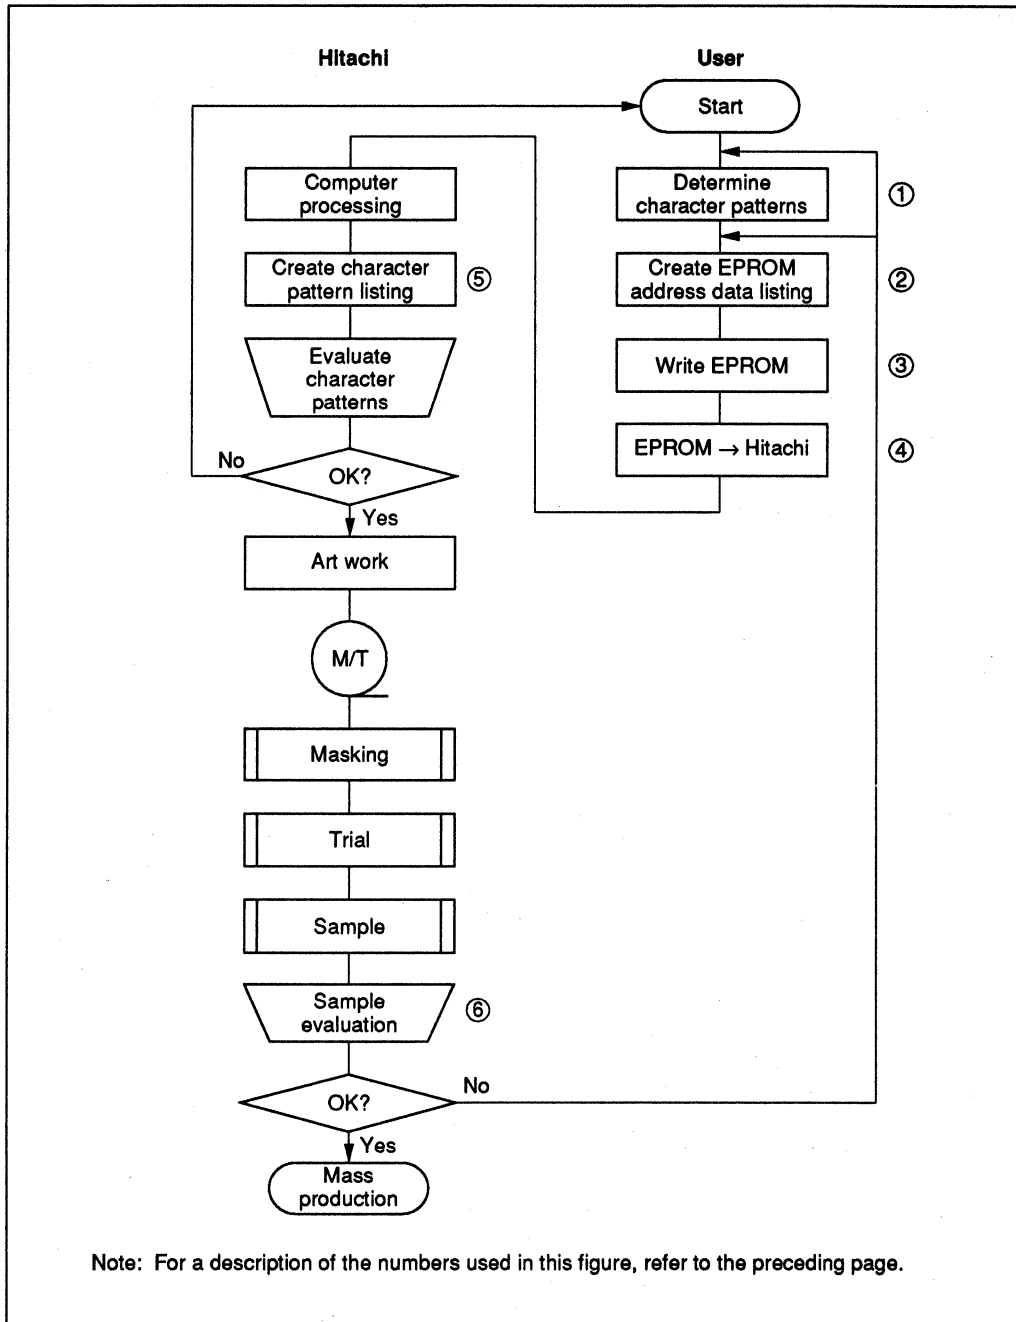 Hitachi
User
Start
Determine
character patterns
①
Create EPROM
address data listing
②
Write EPROM
③
EPROM → Hitachi
④
Computer
processing
Create character
pattern listing
⑤
Evaluate
character
patterns
OK?
No
Yes
Art work
M/T
Masking
Trial
Sample
Sample
evaluation
⑥
OK?
No
Yes
Mass
production
Note: For a description of the numbers used in this figure, refer to the preceding page.